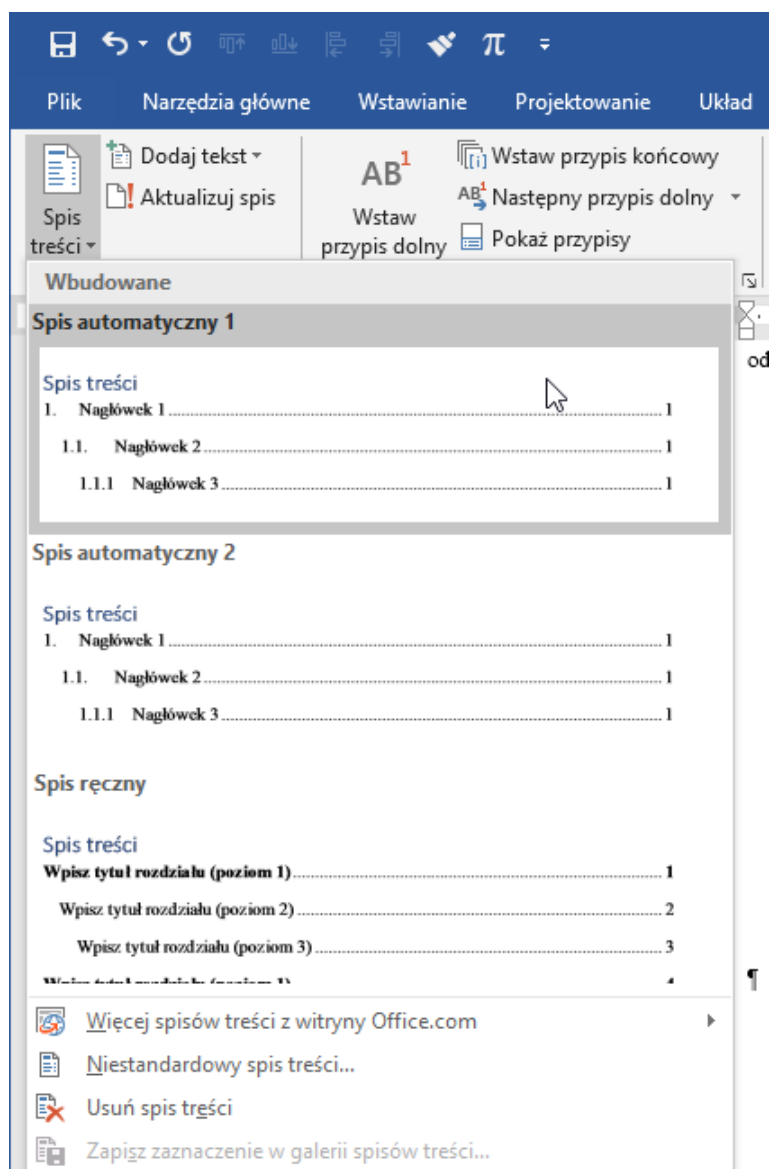 π
Plik Narzędzia główne Wstawianie Projektowanie Układ
Spis treści
Dodaj tekst
Aktualizuj spis
AB1
Wstaw przypis dolny
[i] Wstaw przypis końcowy
AB1 Następny przypis dolny
Pokaż przypisy
Wbudowane
Spis automatyczny 1
Spis treści
1. Nagłówek 1 1
1.1. Nagłówek 2 1
1.1.1 Nagłówek 3 1
Spis automatyczny 2
Spis treści
1. Nagłówek 1 1
1.1. Nagłówek 2 1
1.1.1 Nagłówek 3 1
Spis ręczny
Spis treści
Wpisz tytuł rozdziału (poziom 1) 1
Wpisz tytuł rozdziału (poziom 2) 2
Wpisz tytuł rozdziału (poziom 3) 3
Więcej spisów treści z witryny Office.com
Niestandardowy spis treści...
Usuń spis treści
Zapisz zaznaczenie w galerii spisów treści...
od
¶